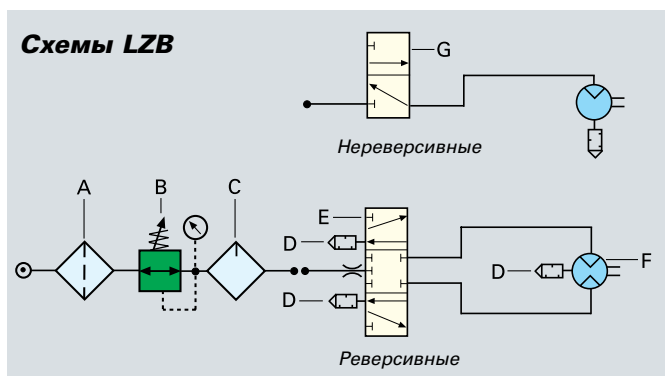 Схемы LZB
G
Нереверсивные
A B C
E
D
D F
D
Реверсивные